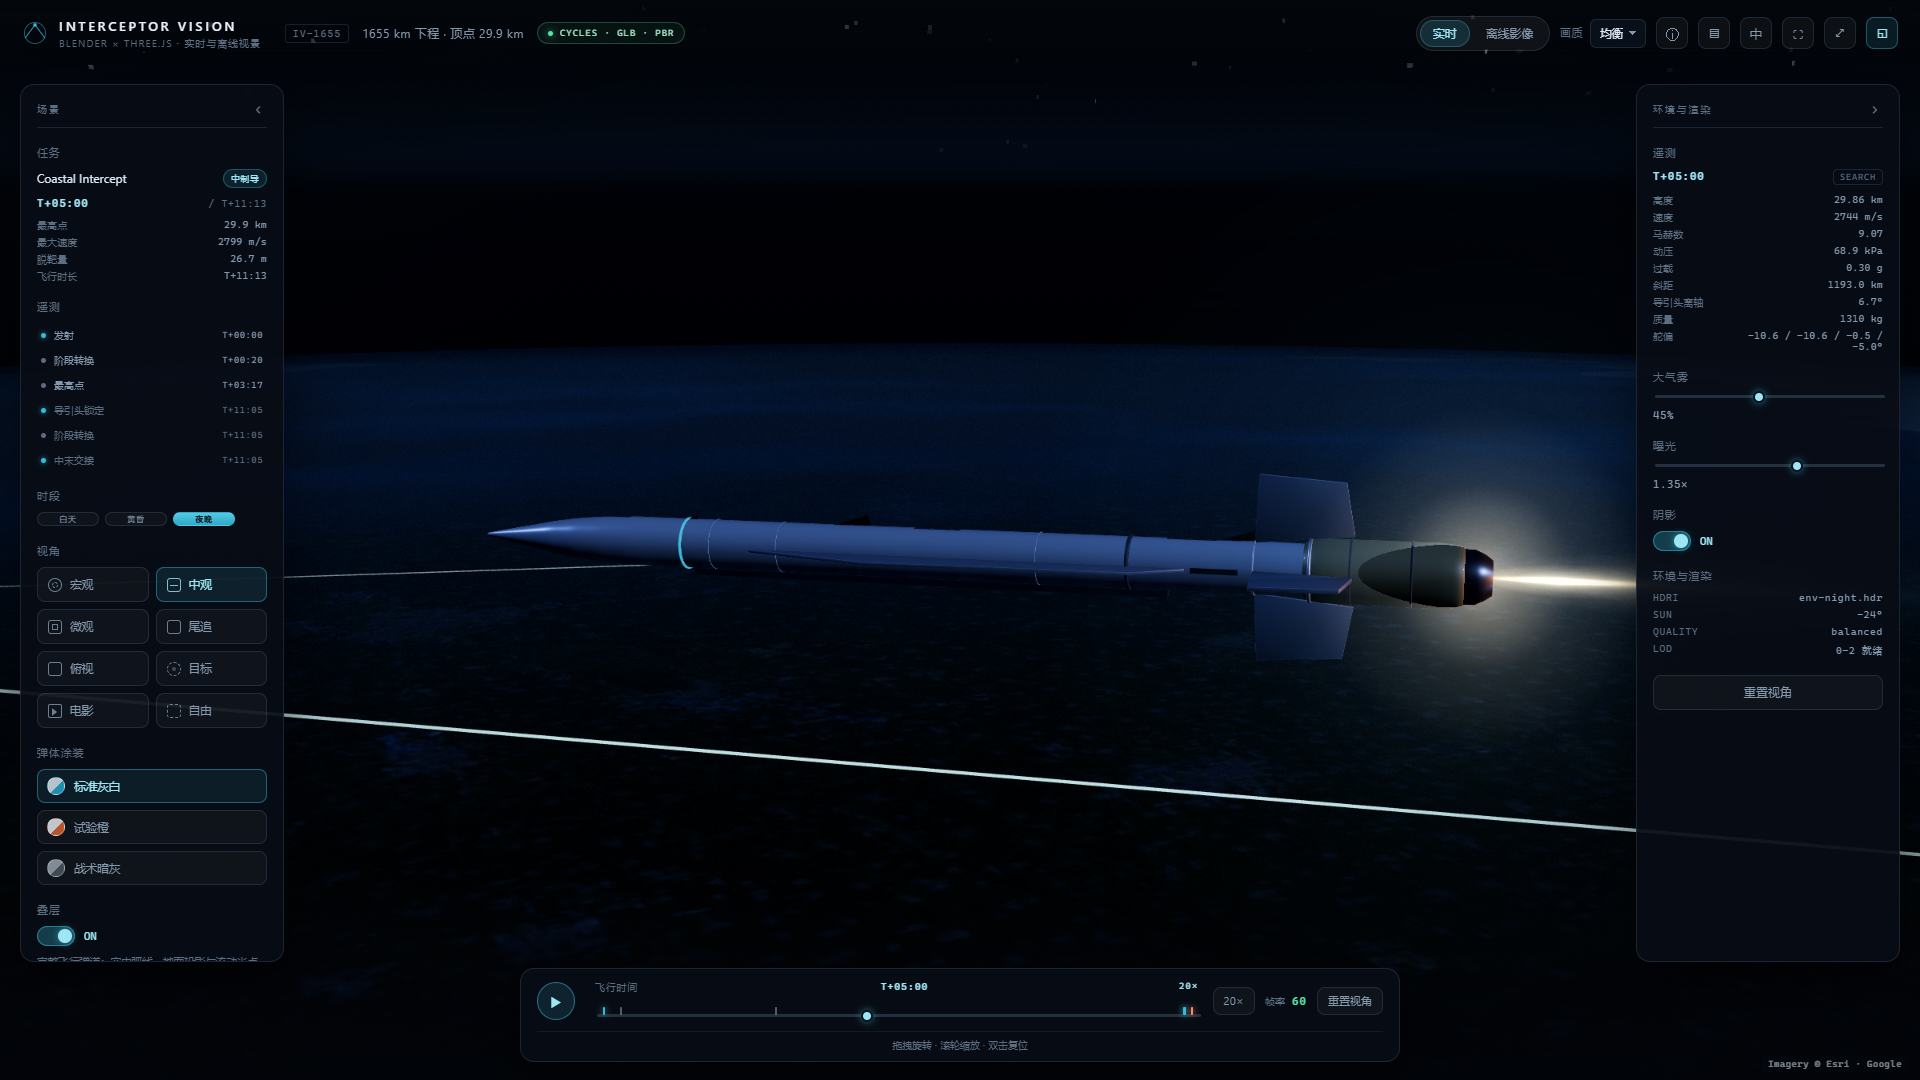 INTERCEPTOR VISION
BLENDER × THREE.JS · 实时与离线视景
IV-1655
1655 km 下程 · 顶点 29.9 km
CYCLES · GLB · PBR
实时
离线影像
画质
均衡
中
场景
任务
Coastal Intercept
中制导
T+05:00
/ T+11:13
最高点
29.9 km
最大速度
2799 m/s
脱靶量
26.7 m
飞行时长
T+11:13
遥测
发射
T+00:00
阶段转换
T+00:20
最高点
T+03:17
导引头锁定
T+11:05
阶段转换
T+11:05
中末交接
T+11:05
时段
白天
黄昏
夜晚
视角
宏观
中观
微观
尾追
俯视
目标
电影
自由
弹体涂装
标准灰白
试验橙
战术暗灰
叠层
ON
环境与渲染
遥测
T+05:00
SEARCH
高度
29.86 km
速度
2744 m/s
马赫数
9.07
动压
68.9 kPa
过载
0.30 g
斜距
1193.0 km
导引头离轴
6.7°
质量
1310 kg
舵偏
-10.6 / -10.6 / -0.5 /
-5.0°
大气雾
45%
曝光
1.35×
阴影
ON
环境与渲染
HDRI
env-night.hdr
SUN
-24°
QUALITY
balanced
LOD
0-2 就绪
重置视角
飞行时间
T+05:00
20×
20×
帧率 60
重置视角
拖拽旋转 · 滚轮缩放 · 双击复位
Imagery © Esri · Google